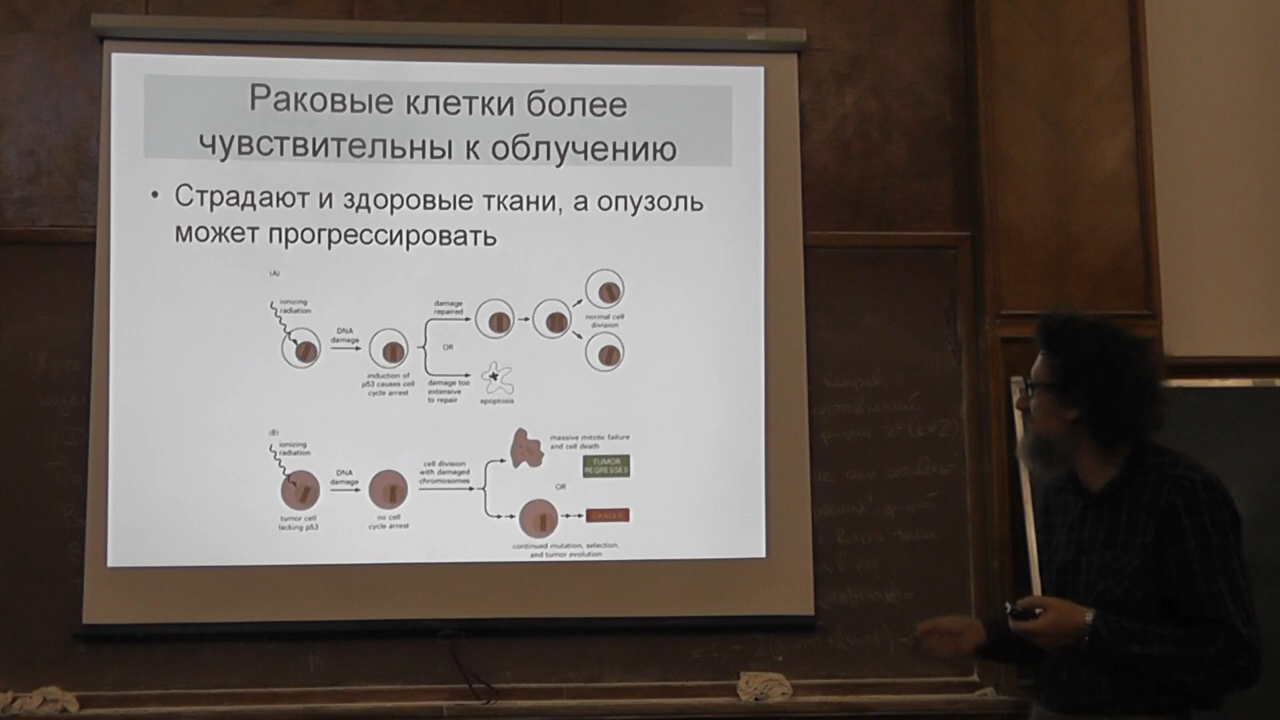 Раковые клетки более
чувствительны к облучению
• Страдают и здоровые ткани, а опузоль
может прогрессировать
(A)
ionizing
radiation
DNA
damage
induction of
p53 causes cell
cycle arrest
damage
repaired
OR
damage too
extensive
to repair
apoptosis
normal cell
division
(B)
ionizing
radiation
tumor cell
lacking p53
DNA
damage
no cell
cycle arrest
cell division
with damaged
chromosomes
massive mitotic failure
and cell death
TUMOR
REGRESSES
OR
continued mutation, selection,
and tumor evolution